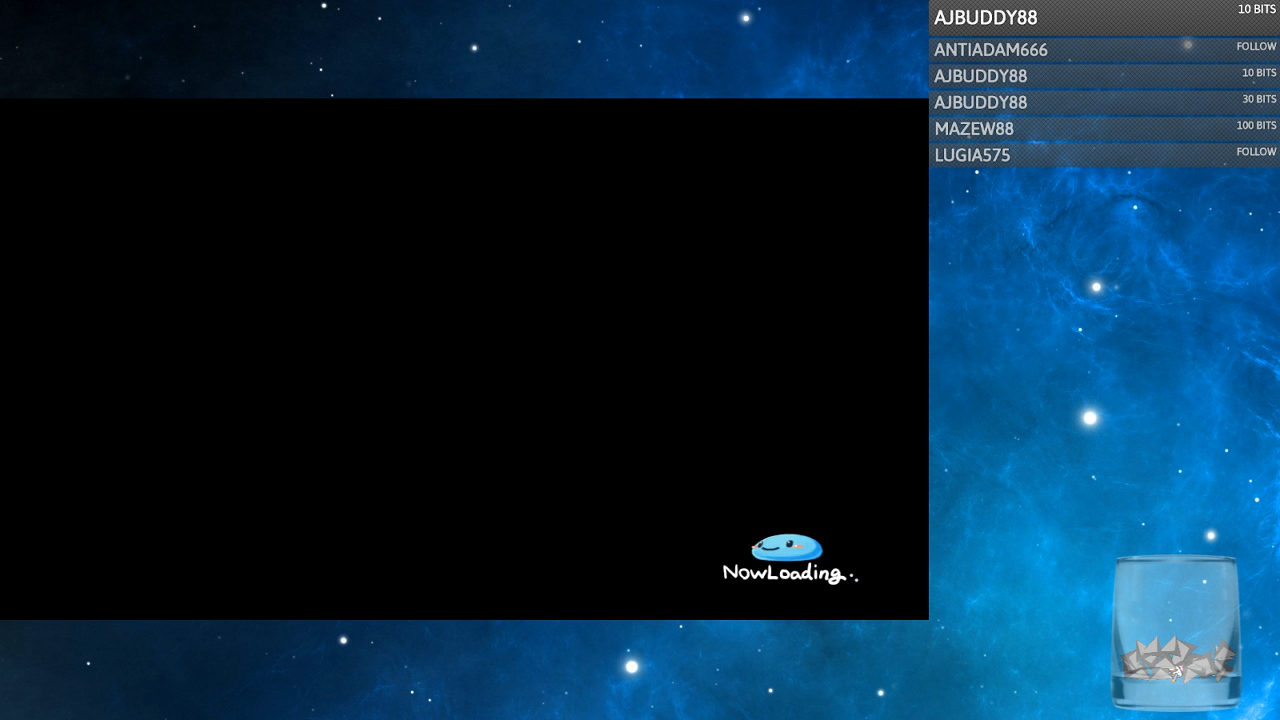 AJBUDDY88 10 BITS
ANTIADAM666 FOLLOW
AJBUDDY88 10 BITS
AJBUDDY88 30 BITS
MAZEW88 100 BITS
LUGIA575 FOLLOW
NowLoading...